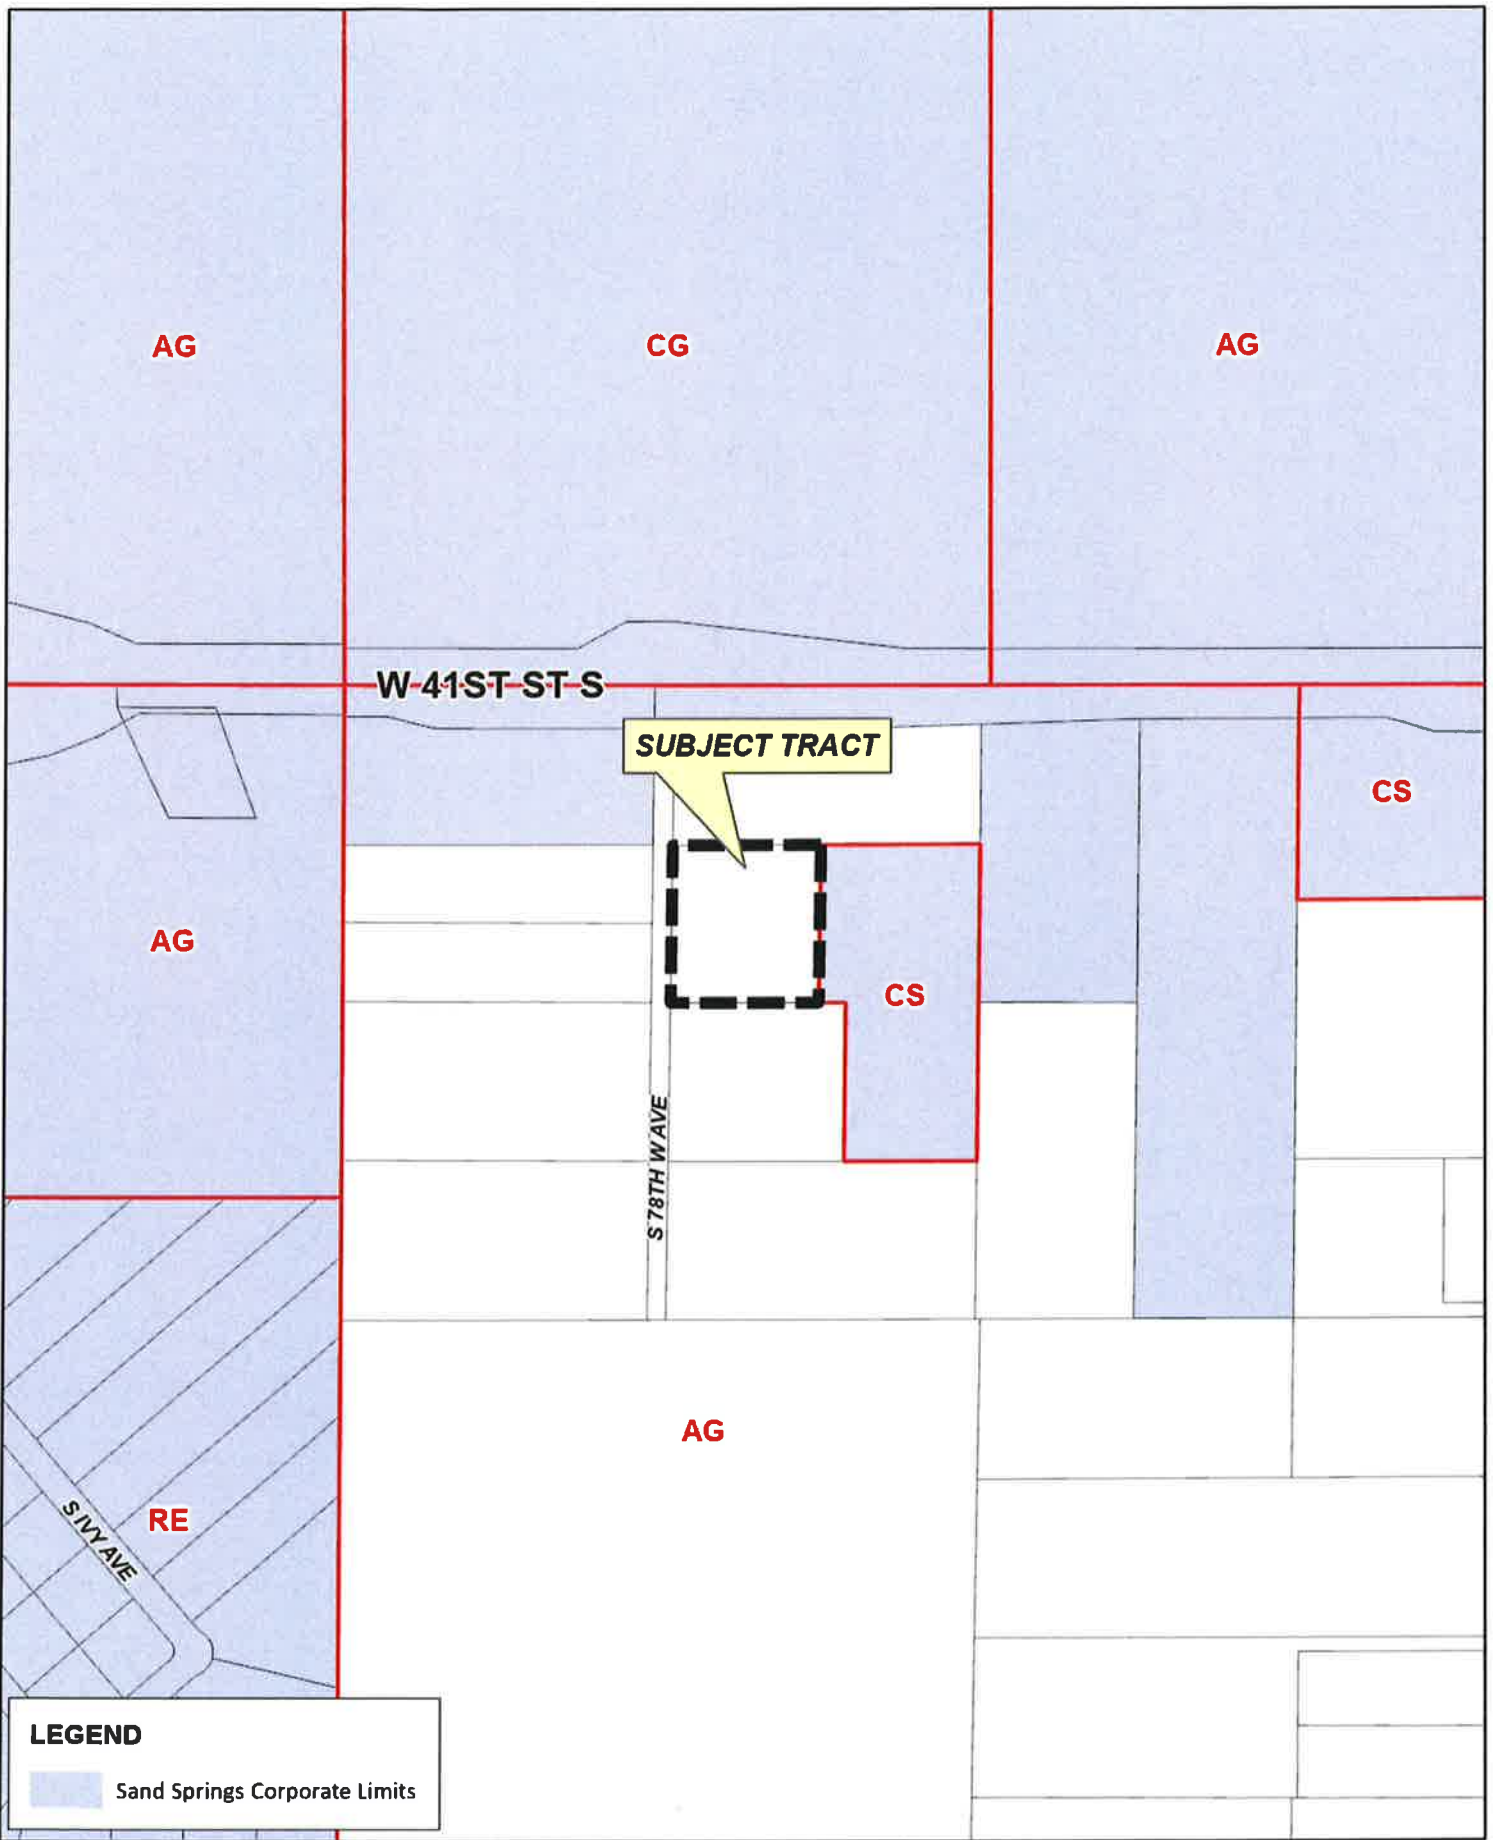 AG
CG
AG
W 41ST ST S
SUBJECT TRACT
CS
AG
CS
S 78TH W AVE
AG
RE
S IVY AVE
LEGEND
Sand Springs Corporate Limits